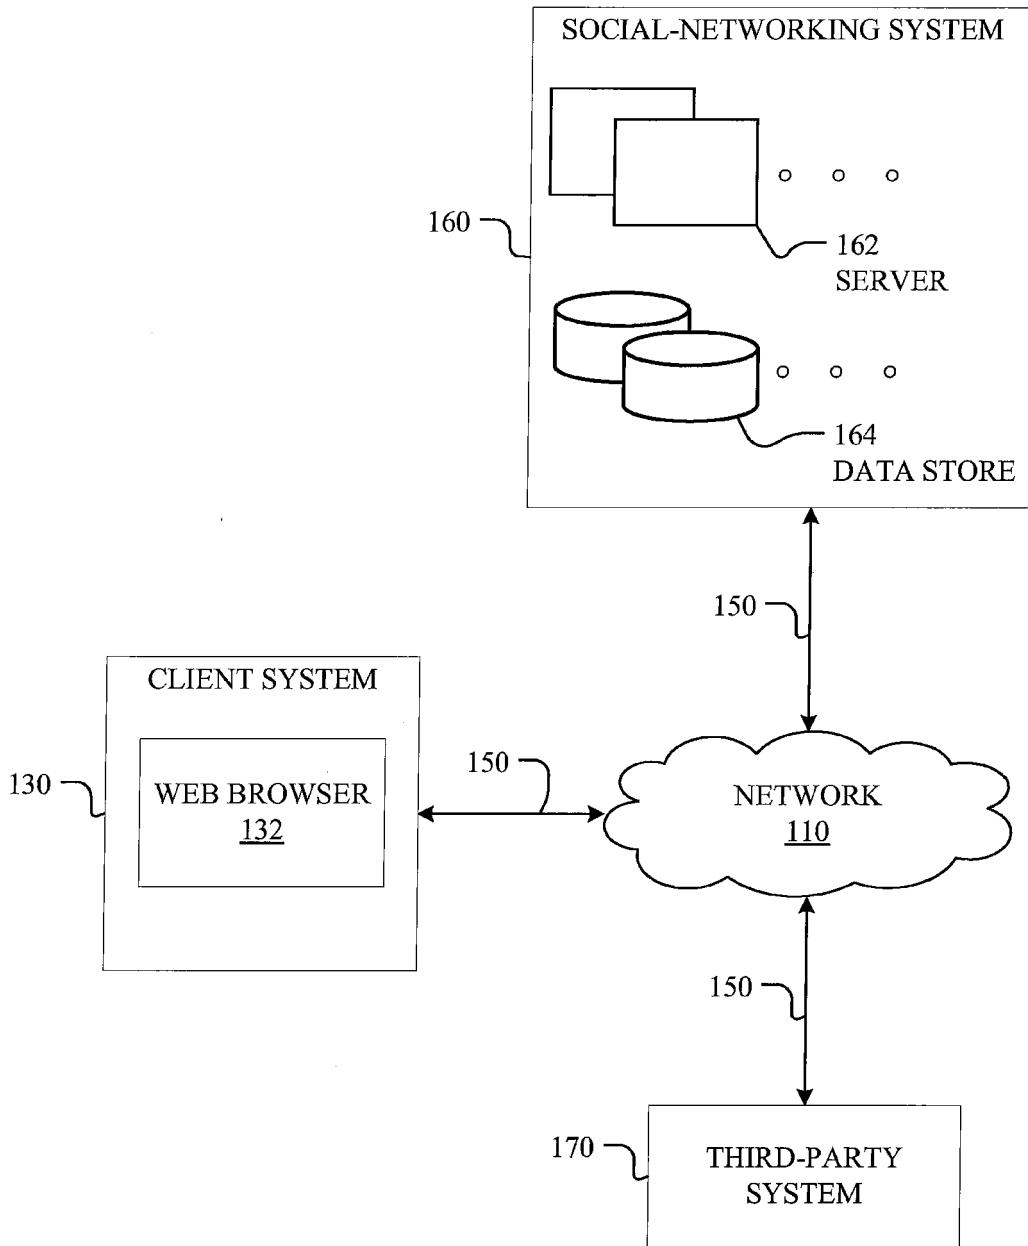 SOCIAL-NETWORKING SYSTEM
160
162
SERVER
164
DATA STORE
150
CLIENT SYSTEM
130
WEB BROWSER
132
150
NETWORK
110
150
170
THIRD-PARTY
SYSTEM